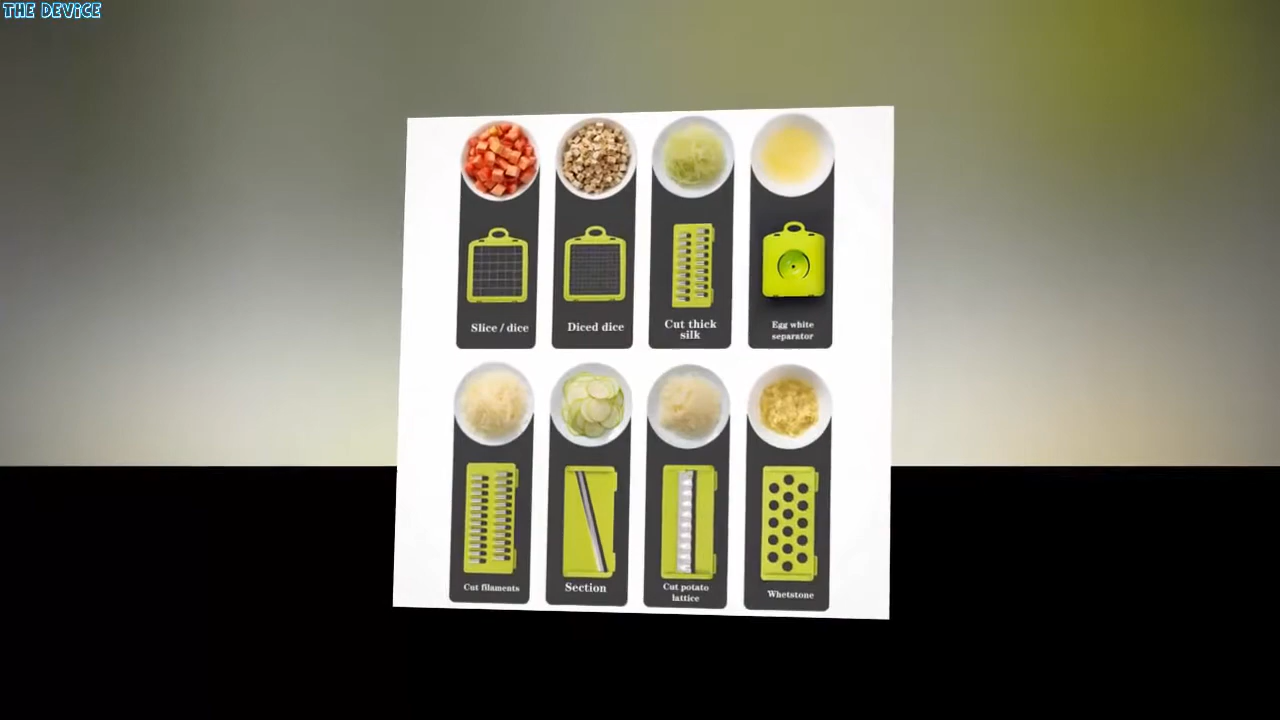 THE DEVICE
Slice / dice
Diced dice
Cut thick
silk
Egg white
separator
Cut filaments
Section
Cut potato
lattice
Whetstone